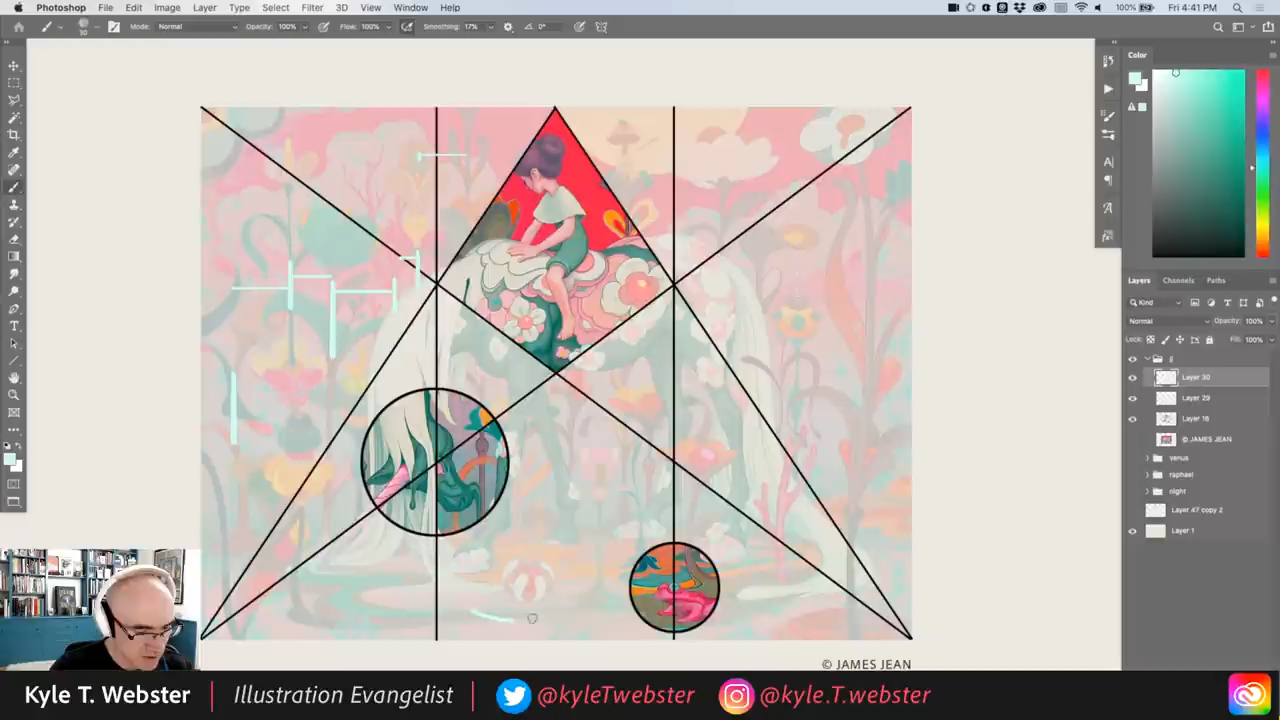 Photoshop File Edit Image Layer Type Select Filter 3D View Window Help 100% Fri 4:41 PM
Mode: Normal Opacity: 100% Flow: 100% Smoothing: 17% 0°
Color
Layers Channels Paths
Kind
Normal Opacity: 100%
Lock: Fill: 100%
Layer 30
Layer 29
Layer 16
© JAMES JEAN
venus
raphael
night
Layer 47 copy 2
Layer 1
© JAMES JEAN
Kyle T. Webster | Illustration Evangelist @kyleTwebster @kyle.T.webster